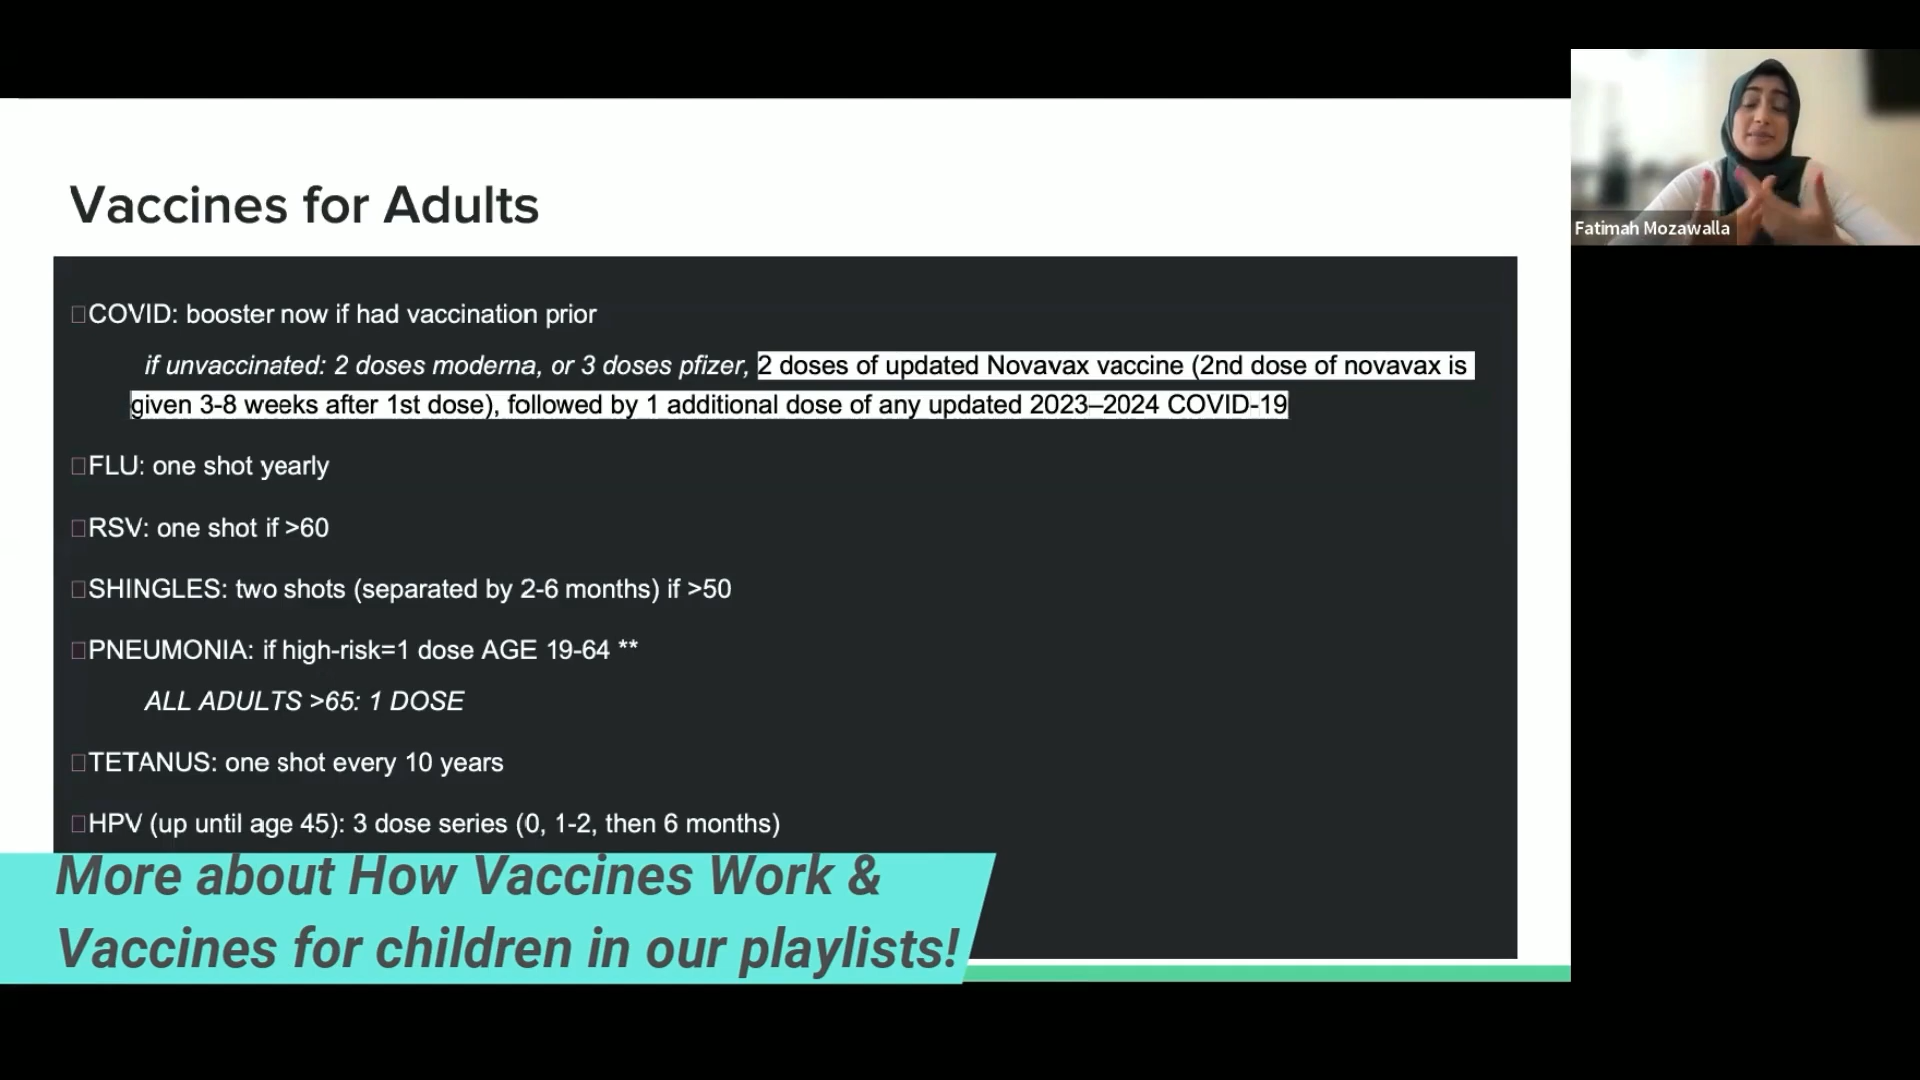 Vaccines for Adults
COVID: booster now if had vaccination prior
if unvaccinated: 2 doses moderna, or 3 doses pfizer, 2 doses of updated Novavax vaccine (2nd dose of novavax is
given 3-8 weeks after 1st dose), followed by 1 additional dose of any updated 2023–2024 COVID-19
FLU: one shot yearly
RSV: one shot if >60
SHINGLES: two shots (separated by 2-6 months) if >50
PNEUMONIA: if high-risk=1 dose AGE 19-64 **
ALL ADULTS >65: 1 DOSE
TETANUS: one shot every 10 years
HPV (up until age 45): 3 dose series (0, 1-2, then 6 months)
More about How Vaccines Work &
Vaccines for children in our playlists!
Fatimah Mozawalla